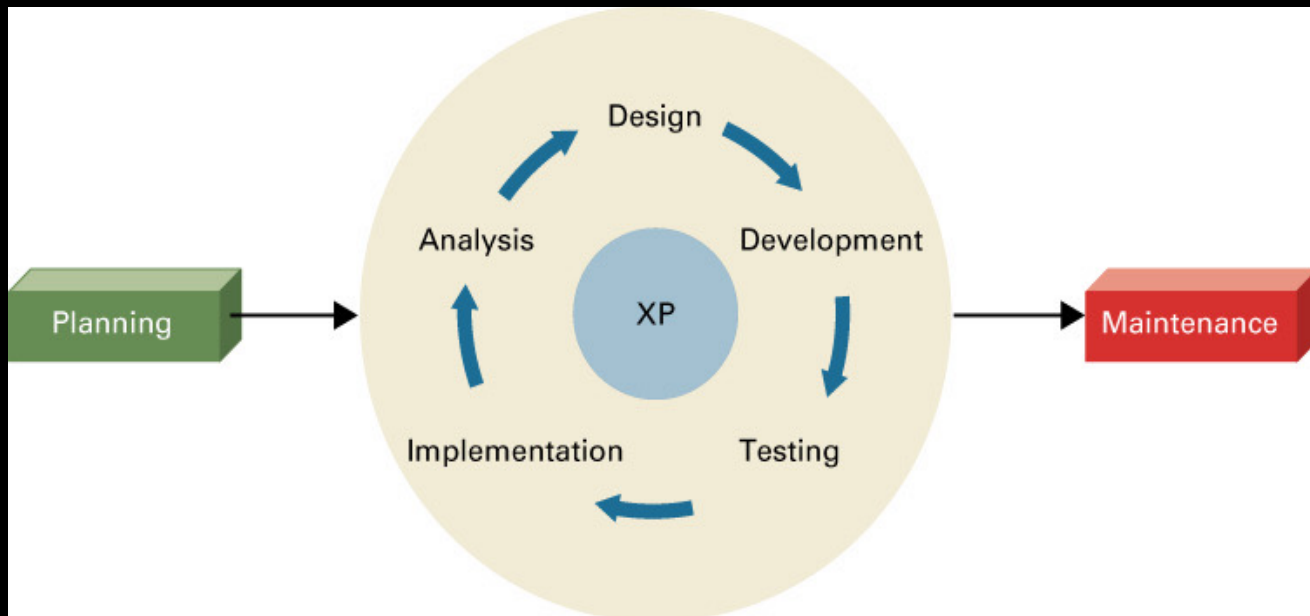 Design
Analysis
Development
Planning
XP
Maintenance
Implementation
Testing